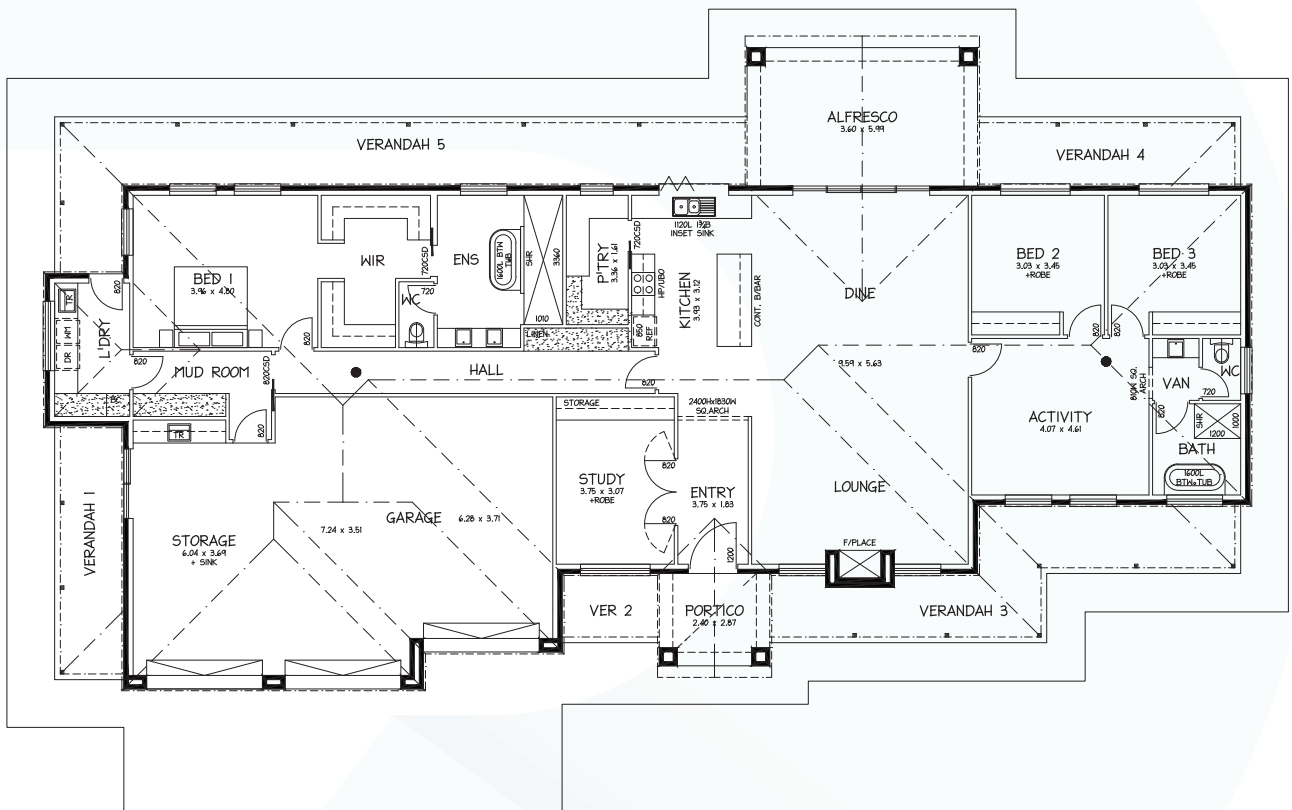 ALFRESCO
3.60 x 5.99
VERANDAH 5
VERANDAH 4
1120L 1½B
INSET SINK
BED 1
3.96 x 4.80
WIR
720CSD
ENS
1600L BTW
TWB
SHR
3360
1010
P'TRY
3.36 x 1.61
720CSD
HP/UBO
KITCHEN
3.93 x 3.12
CONT. B/BAR
DINE
BED 2
3.03 x 3.45
+ROBE
BED 3
3.03 x 3.45
+ROBE
WC
720
LINEN
850
REF
820
820
820
820
TR
WM
DR
L'DRY
820
MUD ROOM
820CSD
HALL
820
9.59 x 5.63
820
810W SQ.
ARCH
VAN
WC
720
820
TR
820
STORAGE
2400Hx1830W
SQ.ARCH
ACTIVITY
4.07 x 4.61
SHR
1200
1000
BATH
1600L
BTW TUB
VERANDAH 1
STORAGE
6.04 x 3.69
+ SINK
GARAGE
7.24 x 3.51
6.28 x 3.71
STUDY
3.75 x 3.07
+ROBE
820
820
ENTRY
3.75 x 1.83
1200
LOUNGE
F/PLACE
VER 2
PORTICO
2.40 x 2.87
VERANDAH 3